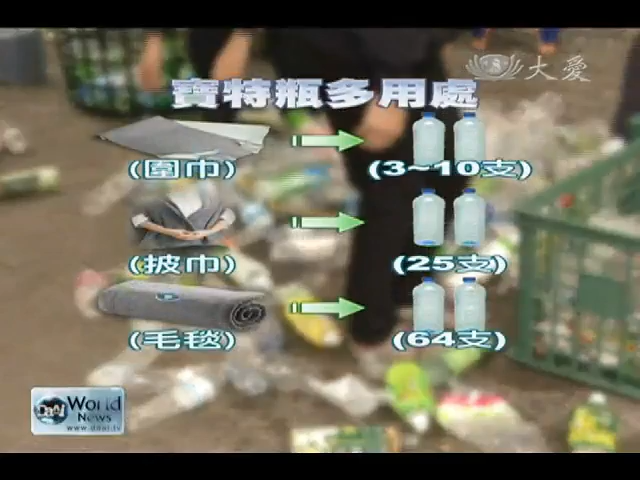 大愛
寶特瓶多用處
(圍巾)
(3~10支)
(披巾)
(25支)
(毛毯)
(64支)
DaAi World
News
www.daai.tv